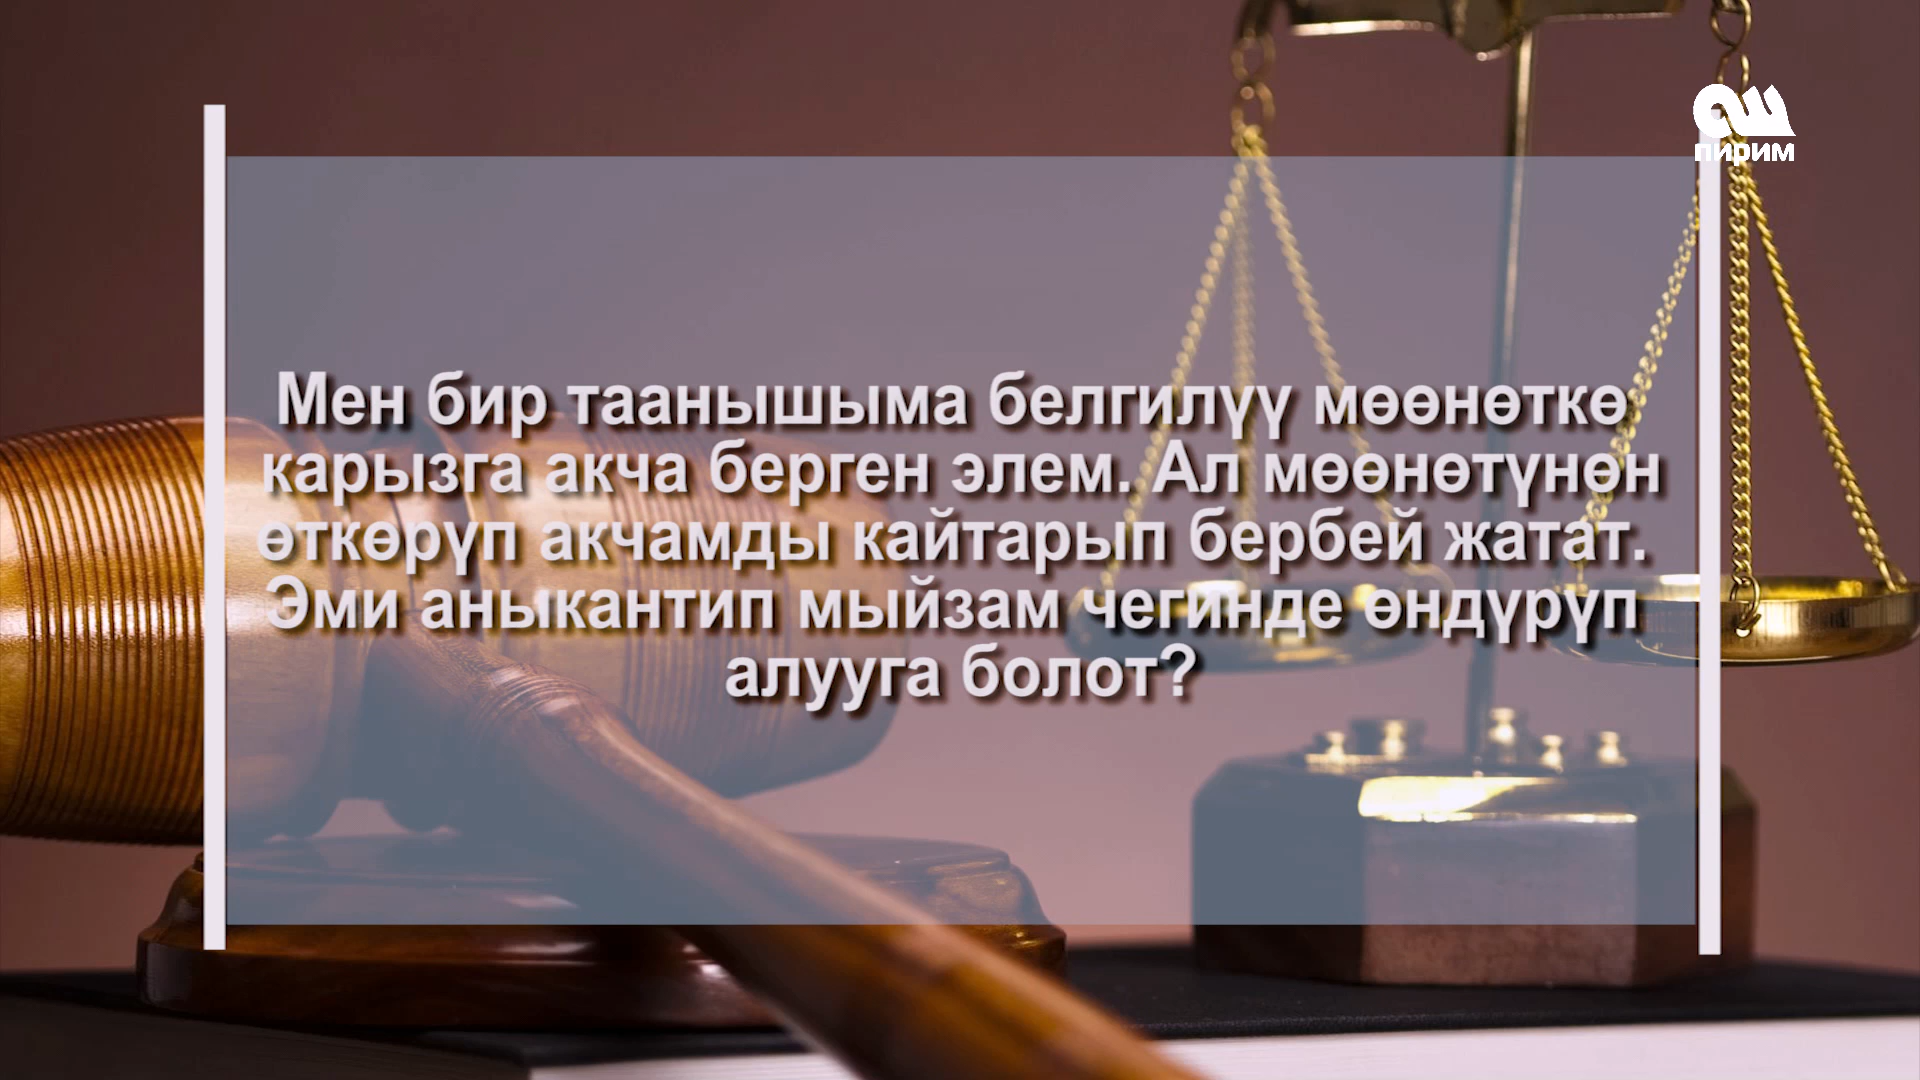 ОШ
ПИРИМ
Мен бир таанышыма белгилүү мөөнөткө
карызга акча берген элем. Ал мөөнөтүнөн
өткөрүп акчамды кайтарып бербей жатат.
Эми аныкантип мыйзам чегинде өндүрүп
алууга болот?